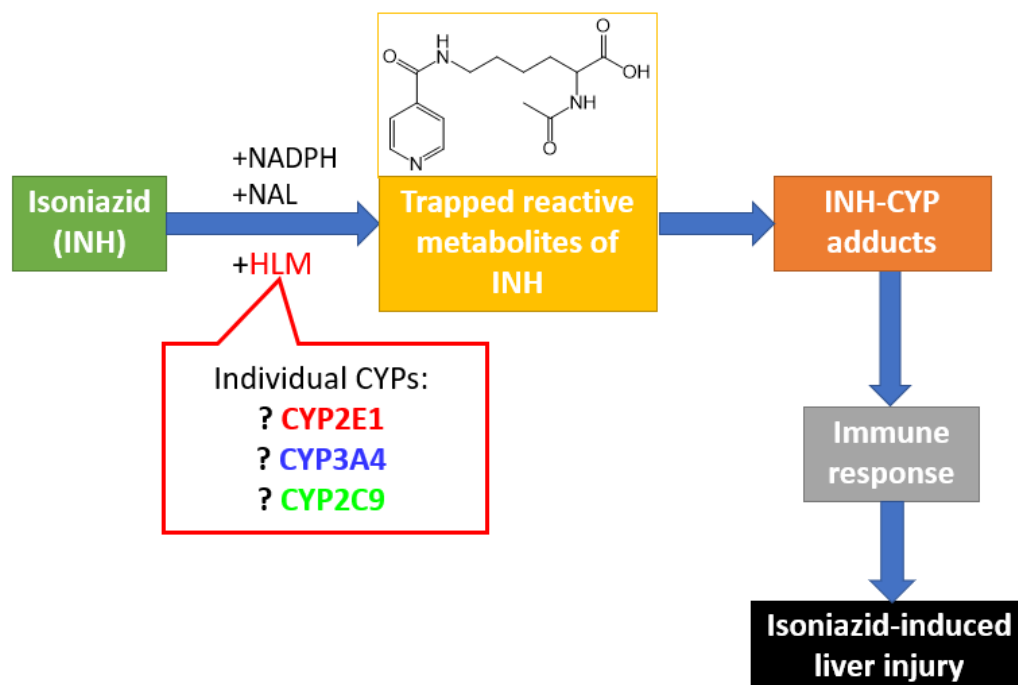 O
H
N
O
OH
NH
O
N
+NADPH
+NAL
+HLM
Isoniazid
(INH)
Trapped reactive
metabolites of
INH
INH-CYP
adducts
Individual CYPs:
? CYP2E1
? CYP3A4
? CYP2C9
Immune
response
Isoniazid-induced
liver injury